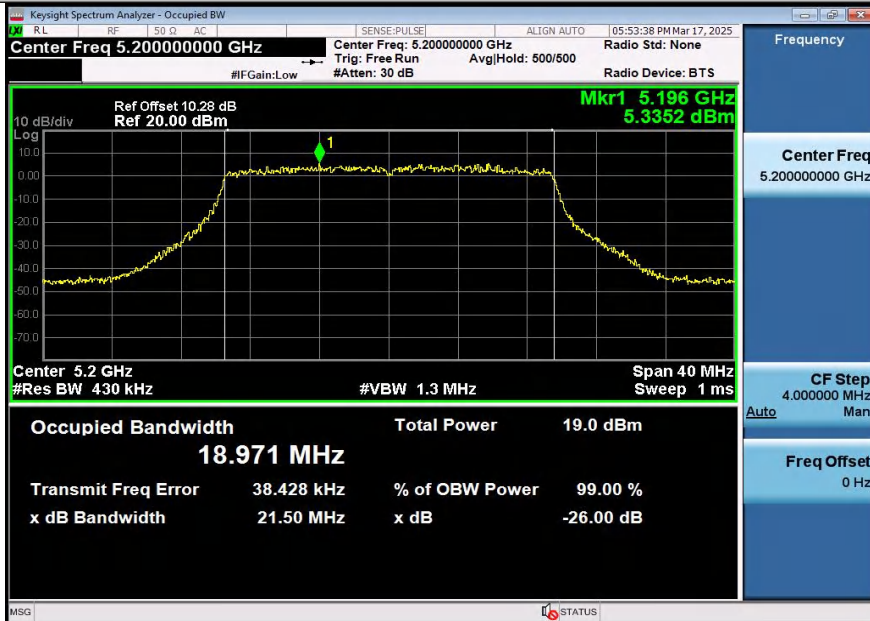 Keysight Spectrum Analyzer - Occupied BW
LXI RL RF 50 Ω AC SENSE:PULSE ALIGN AUTO 05:53:38 PM Mar 17, 2025
Center Freq 5.200000000 GHz
Center Freq: 5.200000000 GHz Radio Std: None
Trig: Free Run Avg|Hold: 500/500
#IFGain:Low #Atten: 30 dB Radio Device: BTS
Ref Offset 10.28 dB Mkr1 5.196 GHz
10 dB/div Ref 20.00 dBm 5.3352 dBm
Log
1
10.0
0.00
-10.0
-20.0
-30.0
-40.0
-50.0
-60.0
-70.0
Center 5.2 GHz Span 40 MHz
#Res BW 430 kHz #VBW 1.3 MHz Sweep 1 ms
Occupied Bandwidth Total Power 19.0 dBm
18.971 MHz
Transmit Freq Error 38.428 kHz % of OBW Power 99.00 %
x dB Bandwidth 21.50 MHz x dB -26.00 dB
MSG STATUS
Frequency
Center Freq
5.200000000 GHz
CF Step
4.000000 MHz
Auto Man
Freq Offset
0 Hz